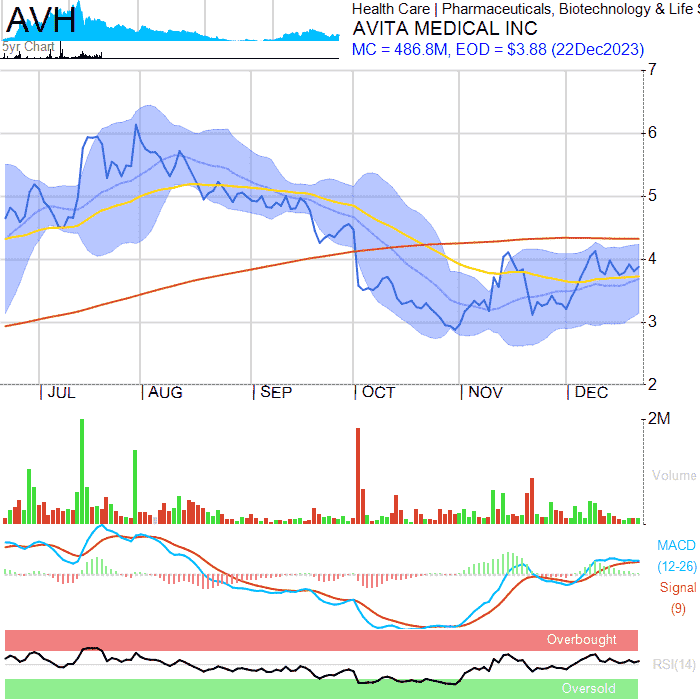 AVH
5yr Chart
Health Care | Pharmaceuticals, Biotechnology & Life S
AVITA MEDICAL INC
MC = 486.8M, EOD = $3.88 (22Dec2023)
7
6
5
4
3
2
JUL AUG SEP OCT NOV DEC
2M
Volume
MACD
(12-26)
Signal
(9)
Overbought
RSI(14)
Oversold